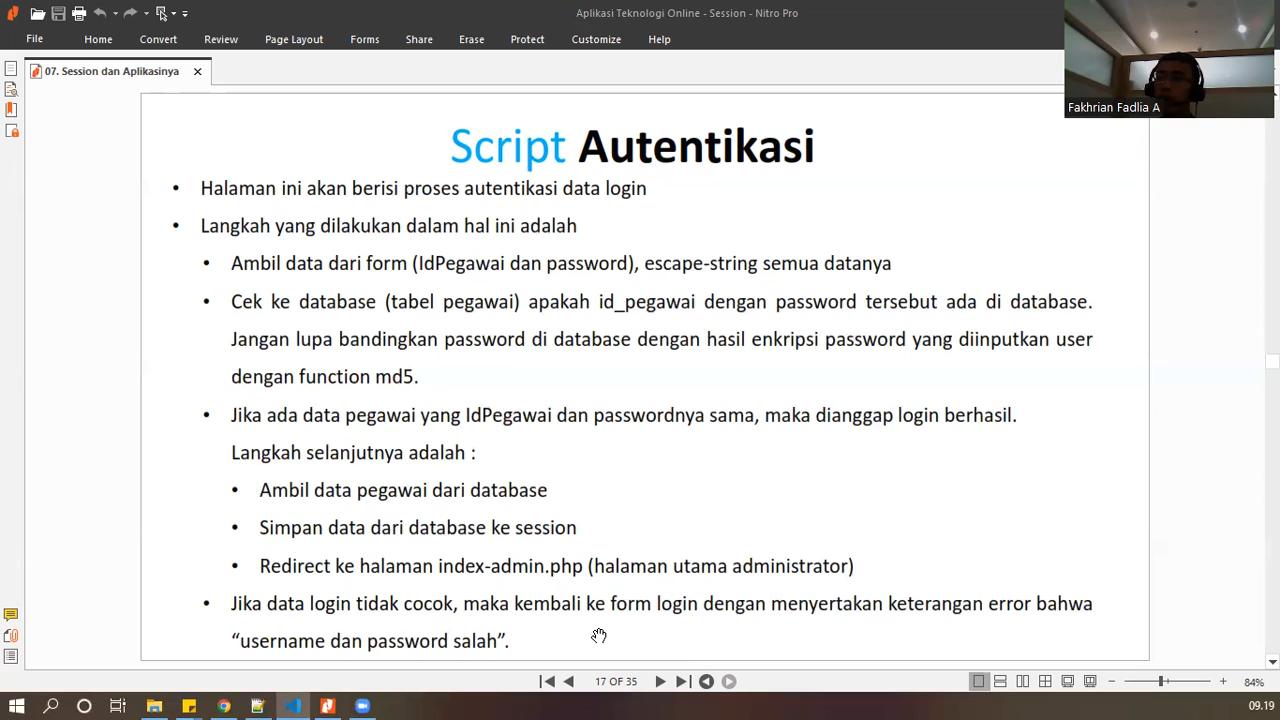 Aplikasi Teknologi Online - Session - Nitro Pro
File Home Convert Review Page Layout Forms Share Erase Protect Customize Help
07. Session dan Aplikasinya
Fakhrian Fadlia A
Script Autentikasi
• Halaman ini akan berisi proses autentikasi data login
• Langkah yang dilakukan dalam hal ini adalah
• Ambil data dari form (IdPegawai dan password), escape-string semua datanya
• Cek ke database (tabel pegawai) apakah id_pegawai dengan password tersebut ada di database.
Jangan lupa bandingkan password di database dengan hasil enkripsi password yang diinputkan user
dengan function md5.
• Jika ada data pegawai yang IdPegawai dan passwordnya sama, maka dianggap login berhasil.
Langkah selanjutnya adalah :
• Ambil data pegawai dari database
• Simpan data dari database ke session
• Redirect ke halaman index-admin.php (halaman utama administrator)
• Jika data login tidak cocok, maka kembali ke form login dengan menyertakan keterangan error bahwa
“username dan password salah”.
17 OF 35
84%
09.19